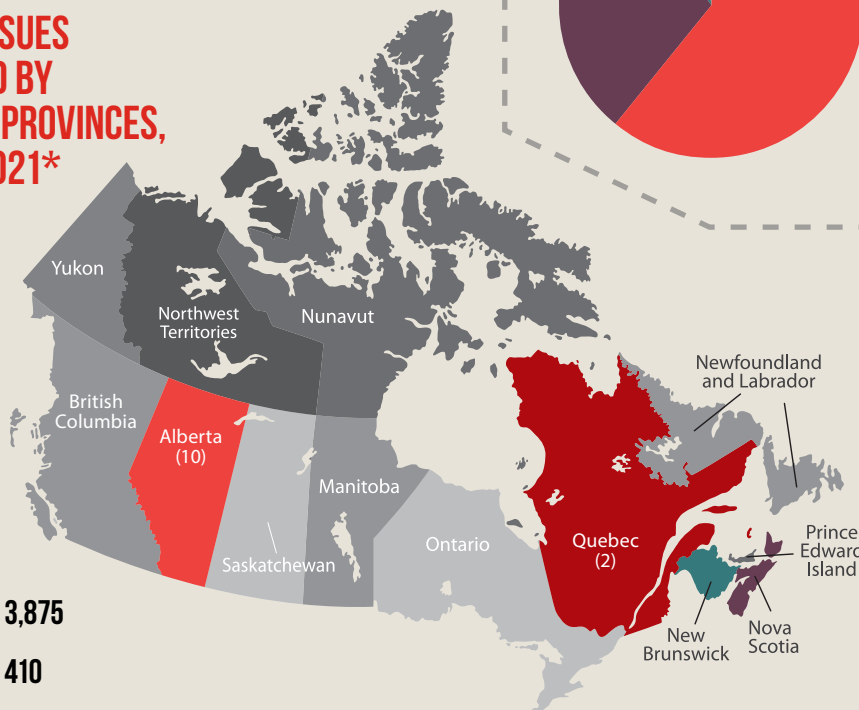 SUES
D BY
PROVINCES,
021*
Yukon
Northwest
Territories
Nunavut
British
Columbia
Alberta
(10)
Saskatchewan
Manitoba
Ontario
Quebec
(2)
Newfoundland
and Labrador
Prince
Edward
Island
New
Brunswick
Nova
Scotia
3,875
410